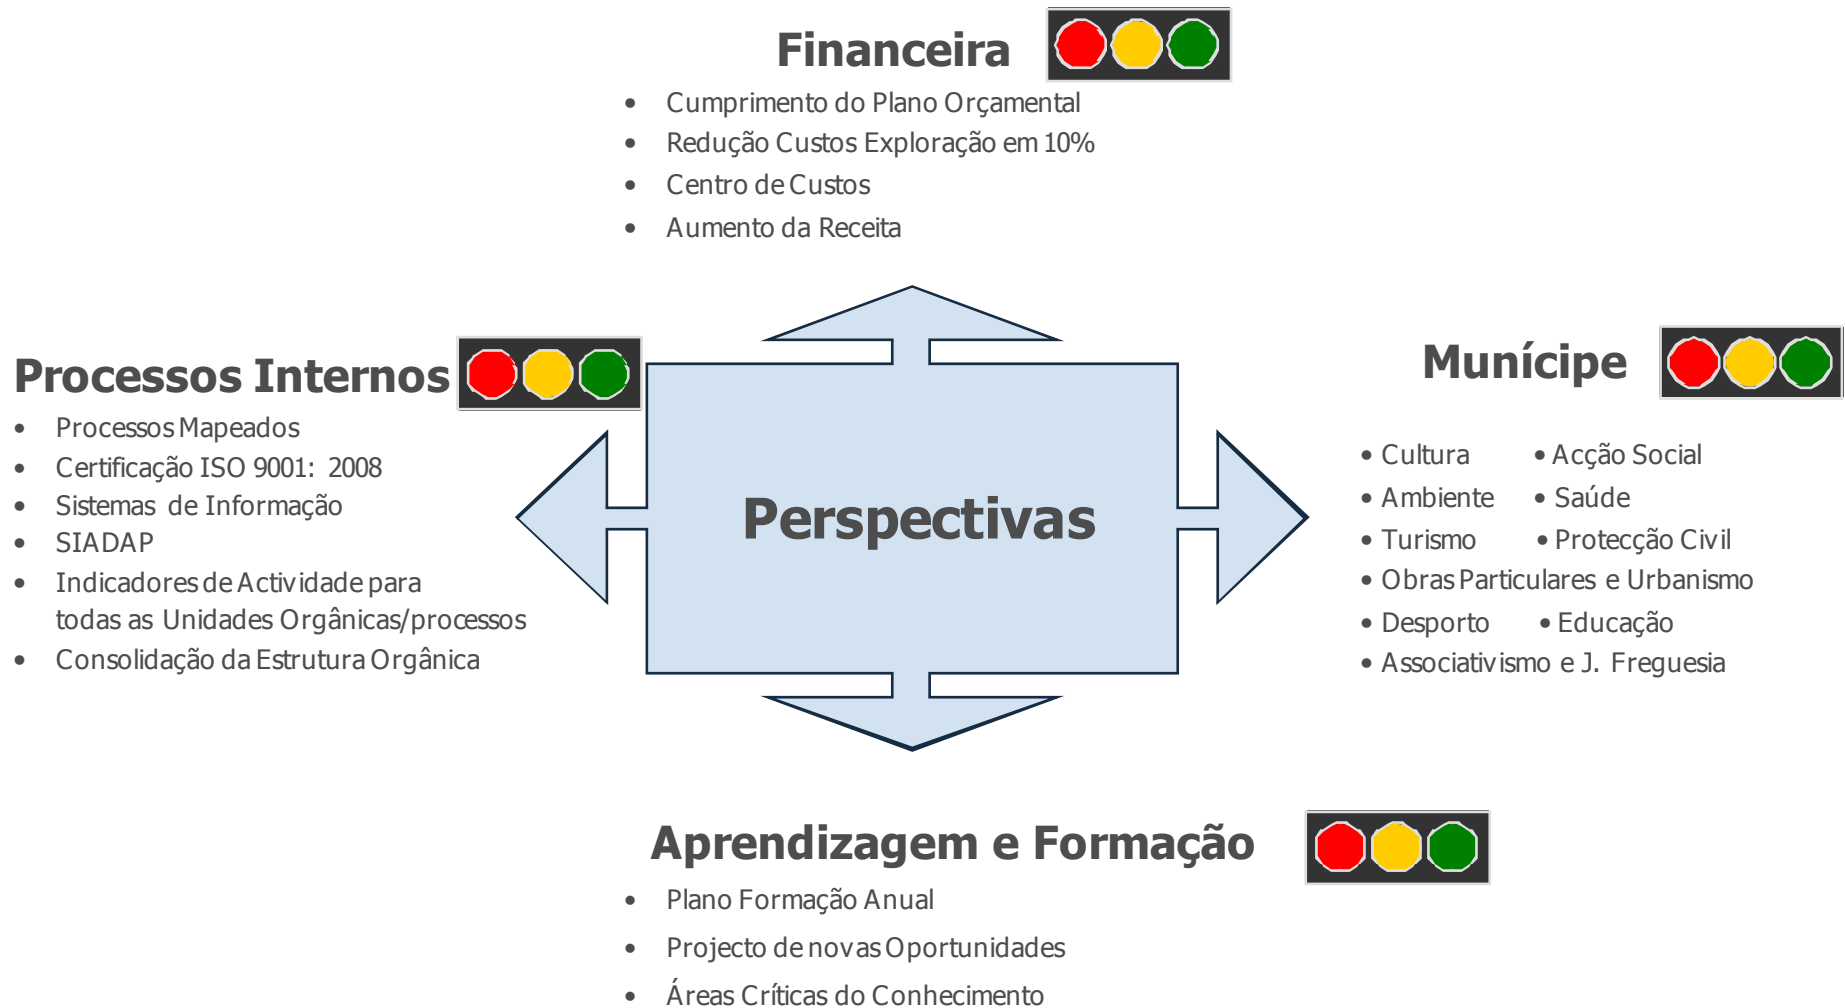 Financeira
• Cumprimento do Plano Orçamental
• Redução Custos Exploração em 10%
• Centro de Custos
• Aumento da Receita
Processos Internos
• Processos Mapeados
• Certificação ISO 9001: 2008
• Sistemas de Informação
• SIADAP
• Indicadores de Actividade para
todas as Unidades Orgânicas/processos
• Consolidação da Estrutura Orgânica
Perspectivas
Munícipe
• Cultura • Acção Social
• Ambiente • Saúde
• Turismo • Protecção Civil
• Obras Particulares e Urbanismo
• Desporto • Educação
• Associativismo e J. Freguesia
Aprendizagem e Formação
• Plano Formação Anual
• Projecto de novas Oportunidades
• Áreas Críticas do Conhecimento